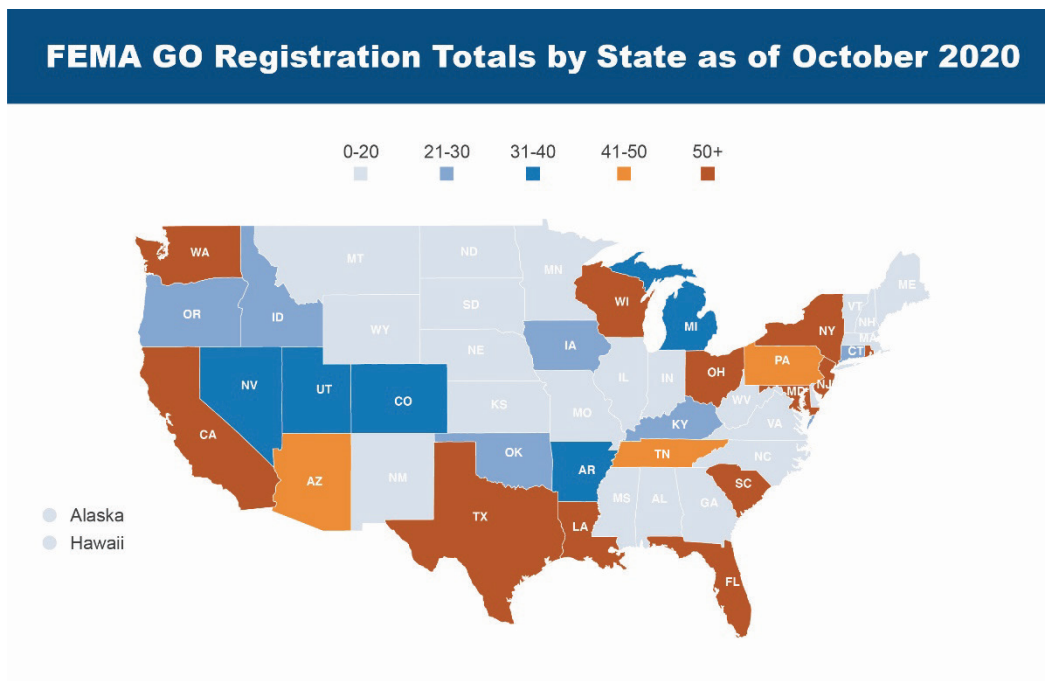 FEMA GO Registration Totals by State as of October 2020
0-20 21-30 31-40 41-50 50+
WA
MT
ND
MN
ME
OR
ID
SD
WI
VT
NH
WY
MI
NY
MA
CT
IA
NE
PA
NJ
NV
UT
CO
IL
IN
OH
MD
KS
MO
WV
VA
CA
KY
OK
TN
NC
AZ
NM
AR
SC
MS
AL
GA
TX
LA
FL
Alaska
Hawaii